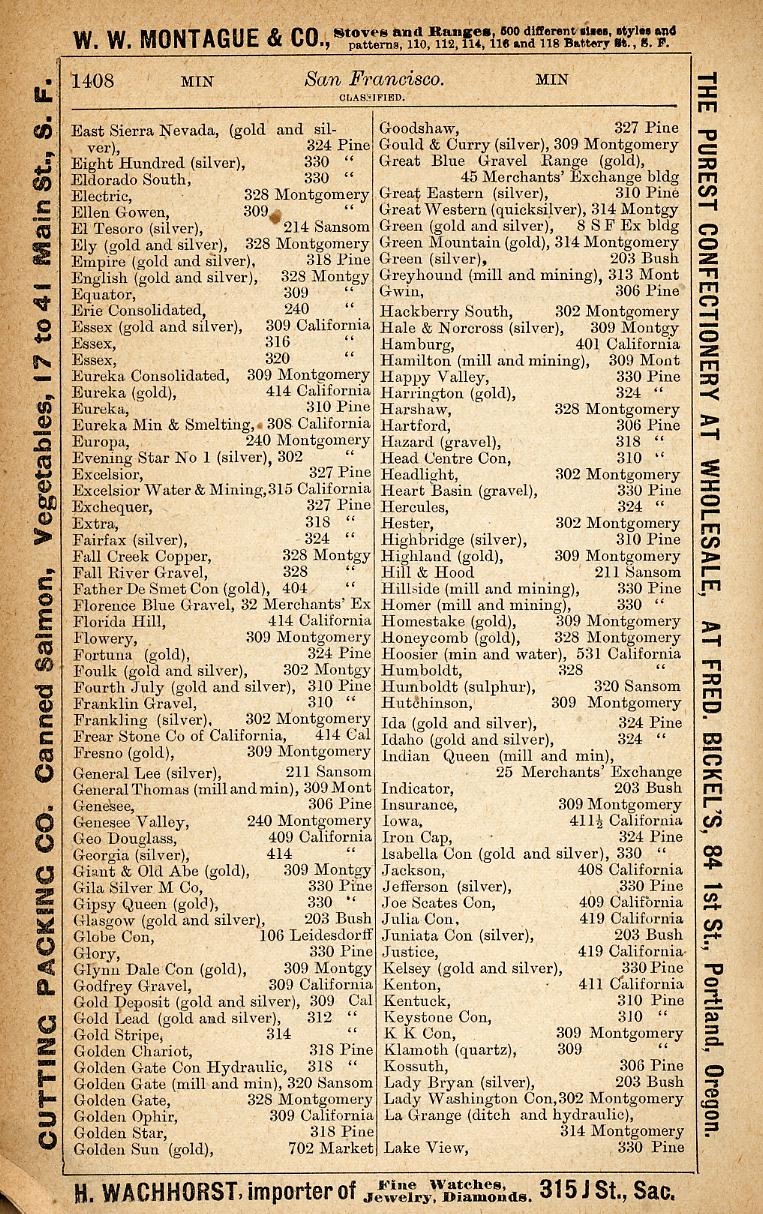 W. W. MONTAGUE & CO., Stoves and Ranges, 500 different sizes, styles and
patterns, 110, 112, 114, 116 and 118 Battery St., S. F.
CUTTING PACKING CO. Canned Salmon, Vegetables, 17 to 41 Main St., S. F.
1408 MIN San Francisco. MIN
CLASSIFIED.
East Sierra Nevada, (gold and sil-
ver), 324 Pine
Eight Hundred (silver), 330 “
Eldorado South, 330 “
Electric, 328 Montgomery
Ellen Gowen, 309 “
El Tesoro (silver), 214 Sansom
Ely (gold and silver), 328 Montgomery
Empire (gold and silver), 318 Pine
English (gold and silver), 328 Montgy
Equator, 309 “
Erie Consolidated, 240 “
Essex (gold and silver), 309 California
Essex, 316 “
Essex, 320 “
Eureka Consolidated, 309 Montgomery
Eureka (gold), 414 California
Eureka, 310 Pine
Eureka Min & Smelting, 308 California
Europa, 240 Montgomery
Evening Star No 1 (silver), 302 “
Excelsior, 327 Pine
Excelsior Water & Mining, 315 California
Exchequer, 327 Pine
Extra, 318 “
Fairfax (silver), 324 “
Fall Creek Copper, 328 Montgy
Fall River Gravel, 328 “
Father De Smet Con (gold), 404 “
Florence Blue Gravel, 32 Merchants' Ex
Florida Hill, 414 California
Flowery, 309 Montgomery
Fortuna (gold), 324 Pine
Foulk (gold and silver), 302 Montgy
Fourth July (gold and silver), 310 Pine
Franklin Gravel, 310 “
Frankling (silver), 302 Montgomery
Frear Stone Co of California, 414 Cal
Fresno (gold), 309 Montgomery
General Lee (silver), 211 Sansom
General Thomas (mill and min), 309 Mont
Genesee, 306 Pine
Genesee Valley, 240 Montgomery
Geo Douglass, 409 California
Georgia (silver), 414 “
Giant & Old Abe (gold), 309 Montgy
Gila Silver M Co, 330 Pine
Gipsy Queen (gold), 330 “
Glasgow (gold and silver), 203 Bush
Globe Con, 106 Leidesdorff
Glory, 330 Pine
Glynn Dale Con (gold), 309 Montgy
Godfrey Gravel, 309 California
Gold Deposit (gold and silver), 309 Cal
Gold Lead (gold and silver), 312 “
Gold Stripe, 314 “
Golden Chariot, 318 Pine
Golden Gate Con Hydraulic, 318 “
Golden Gate (mill and min), 320 Sansom
Golden Gate, 328 Montgomery
Golden Ophir, 309 California
Golden Star, 318 Pine
Golden Sun (gold), 702 Market
Goodshaw, 327 Pine
Gould & Curry (silver), 309 Montgomery
Great Blue Gravel Range (gold),
45 Merchants' Exchange bldg
Great Eastern (silver), 310 Pine
Great Western (quicksilver), 314 Montgy
Green (gold and silver), 8 S F Ex bldg
Green Mountain (gold), 314 Montgomery
Green (silver), 203 Bush
Greyhound (mill and mining), 313 Mont
Gwin, 306 Pine
Hackberry South, 302 Montgomery
Hale & Norcross (silver), 309 Montgy
Hamburg, 401 California
Hamilton (mill and mining), 309 Mont
Happy Valley, 330 Pine
Harrington (gold), 324 “
Harshaw, 328 Montgomery
Hartford, 306 Pine
Hazard (gravel), 318 “
Head Centre Con, 310 “
Headlight, 302 Montgomery
Heart Basin (gravel), 330 Pine
Hercules, 324 “
Hester, 302 Montgomery
Highbridge (silver), 310 Pine
Highland (gold), 309 Montgomery
Hill & Hood 211 Sansom
Hillside (mill and mining), 330 Pine
Homer (mill and mining), 330 “
Homestake (gold), 309 Montgomery
Honeycomb (gold), 328 Montgomery
Hoosier (min and water), 531 California
Humboldt, 328 “
Humboldt (sulphur), 320 Sansom
Hutchinson, 309 Montgomery
Ida (gold and silver), 324 Pine
Idaho (gold and silver), 324 “
Indian Queen (mill and min),
25 Merchants' Exchange
Indicator, 203 Bush
Insurance, 309 Montgomery
Iowa, 411½ California
Iron Cap, 324 Pine
Isabella Con (gold and silver), 330 “
Jackson, 408 California
Jefferson (silver), 330 Pine
Joe Scates Con, 409 California
Julia Con, 419 California
Juniata Con (silver), 203 Bush
Justice, 419 California
Kelsey (gold and silver), 330 Pine
Kenton, 411 California
Kentuck, 310 Pine
Keystone Con, 310 “
K K Con, 309 Montgomery
Klamoth (quartz), 309 “
Kossuth, 306 Pine
Lady Bryan (silver), 203 Bush
Lady Washington Con, 302 Montgomery
La Grange (ditch and hydraulic),
314 Montgomery
Lake View, 330 Pine
THE PUREST CONFECTIONERY AT WHOLESALE, AT FRED. BICKEL'S, 84 1st St., Portland, Oregon.
H. WACHHORST, importer of Fine Watches, Jewelry, Diamonds. 315 J St., Sac.